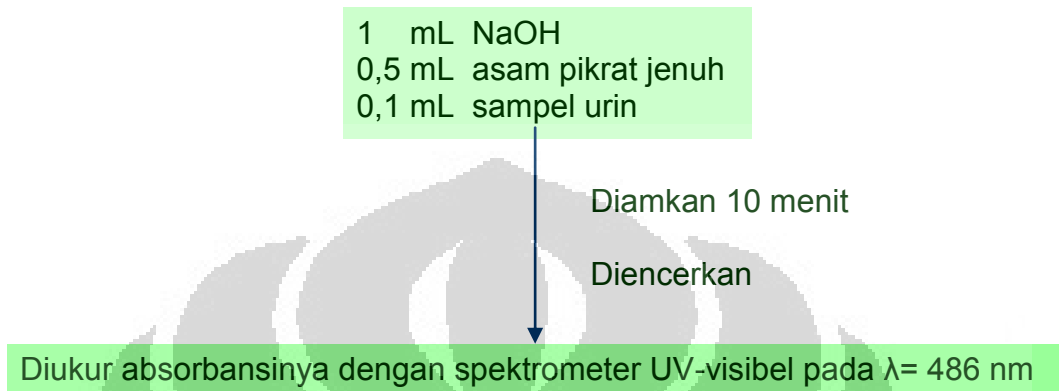 1 mL NaOH
0,5 mL asam pikrat jenuh
0,1 mL sampel urin
Diamkan 10 menit
Diencerkan
Diukur absorbansinya dengan spektrometer UV-visibel pada λ= 486 nm